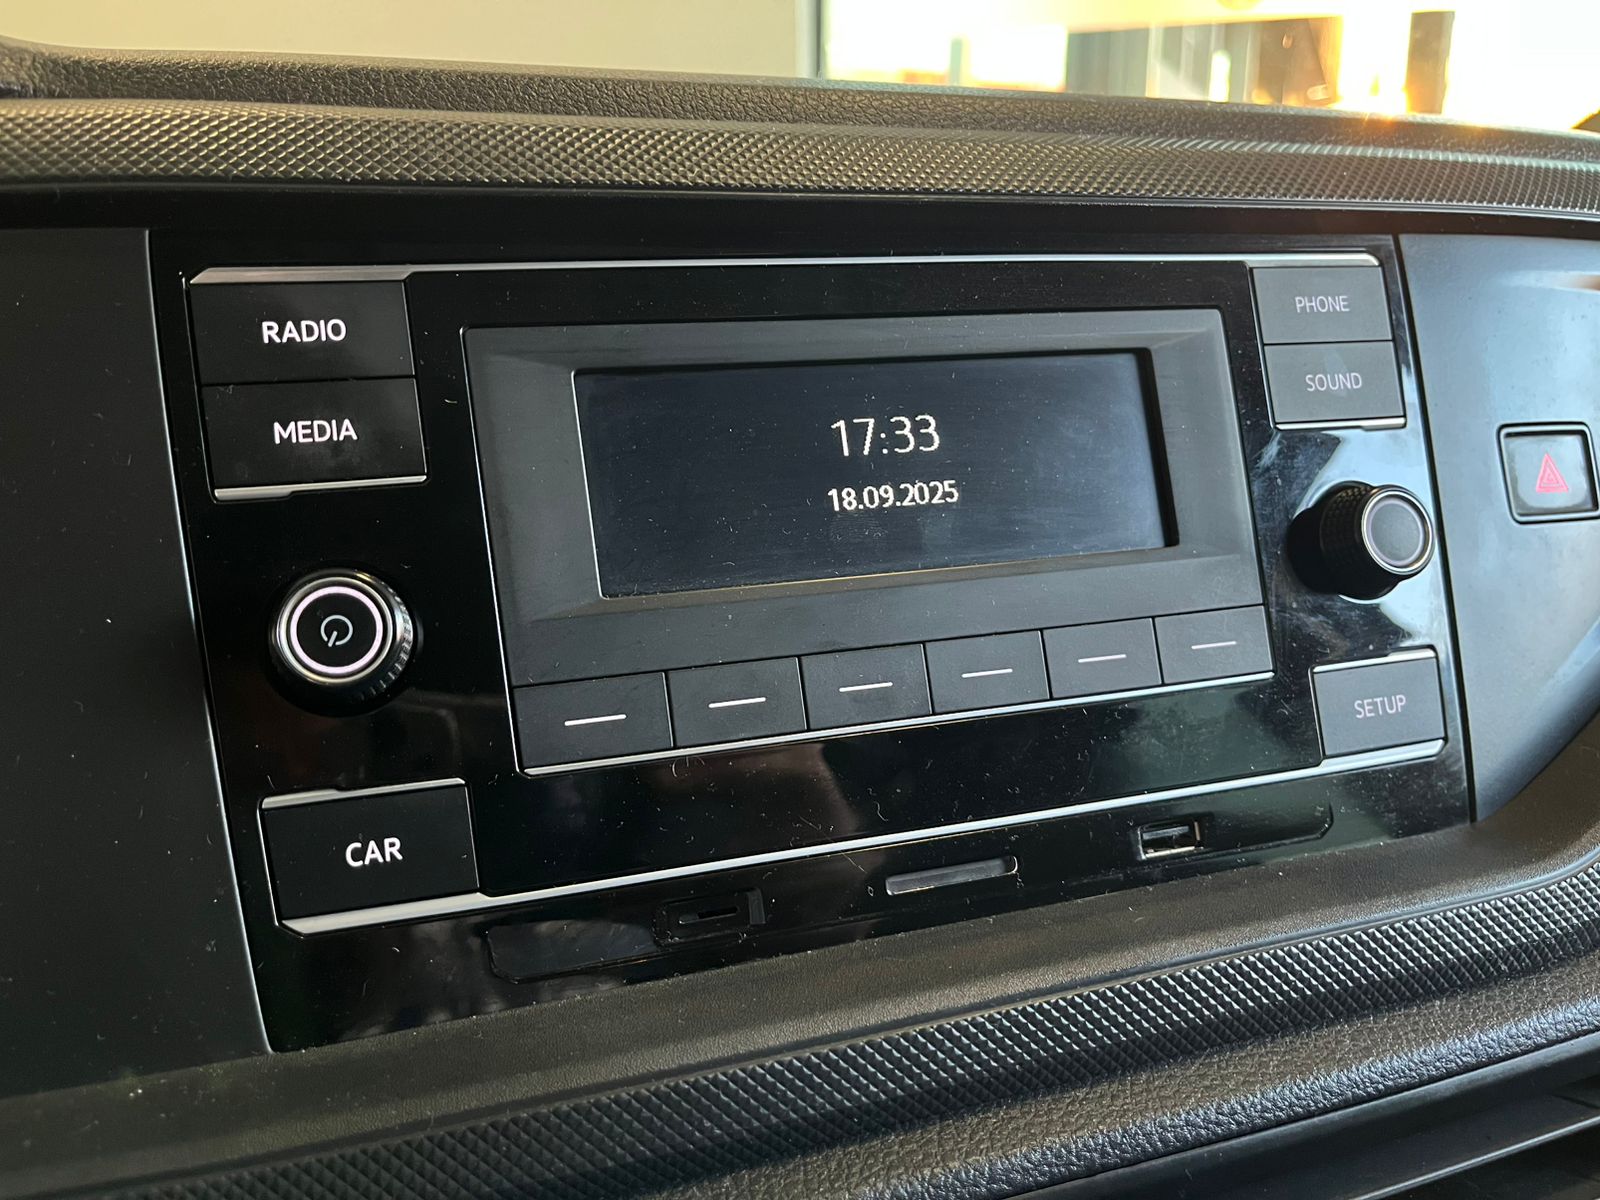 RADIO
MEDIA
17:33
18.09.2025
PHONE
SOUND
SETUP
CAR